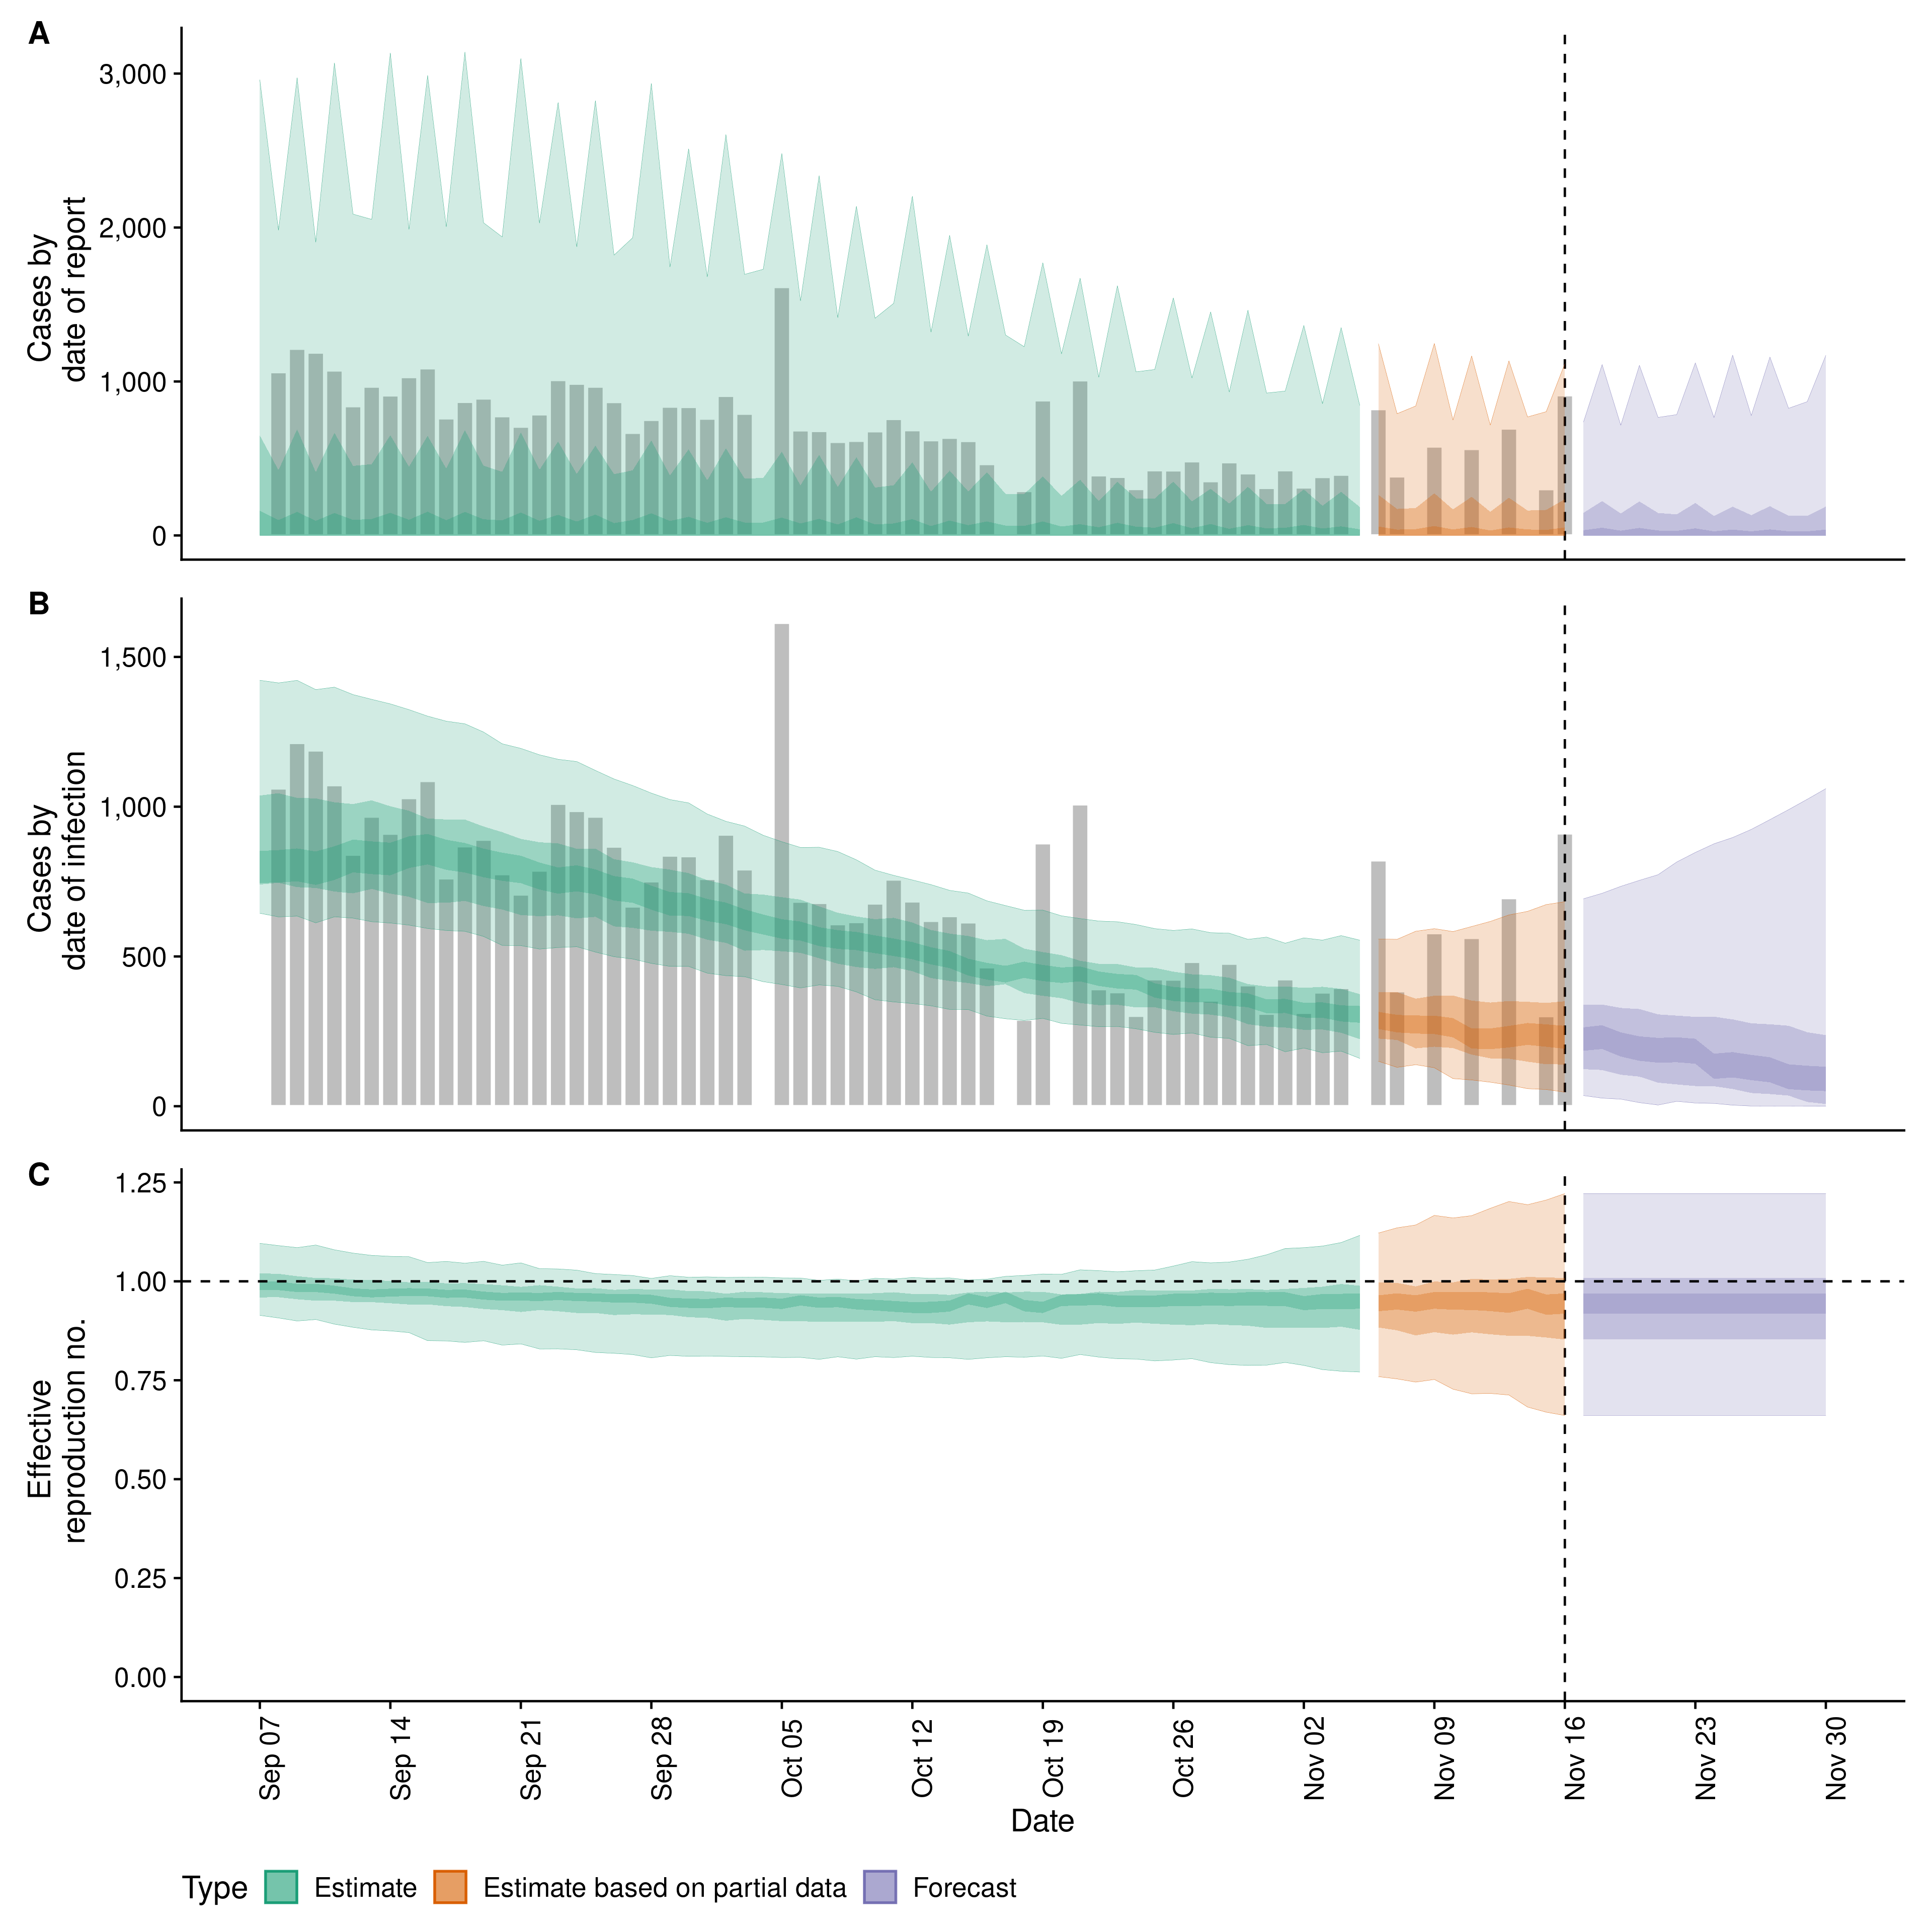 A
Cases by
date of report
3,000
2,000
1,000
0
B
Cases by
date of infection
1,500
1,000
500
0
C
Effective
reproduction no.
1.25
1.00
0.75
0.50
0.25
0.00
Sep 07
Sep 14
Sep 21
Sep 28
Oct 05
Oct 12
Oct 19
Oct 26
Nov 02
Nov 09
Nov 16
Nov 23
Nov 30
Date
Type Estimate Estimate based on partial data Forecast